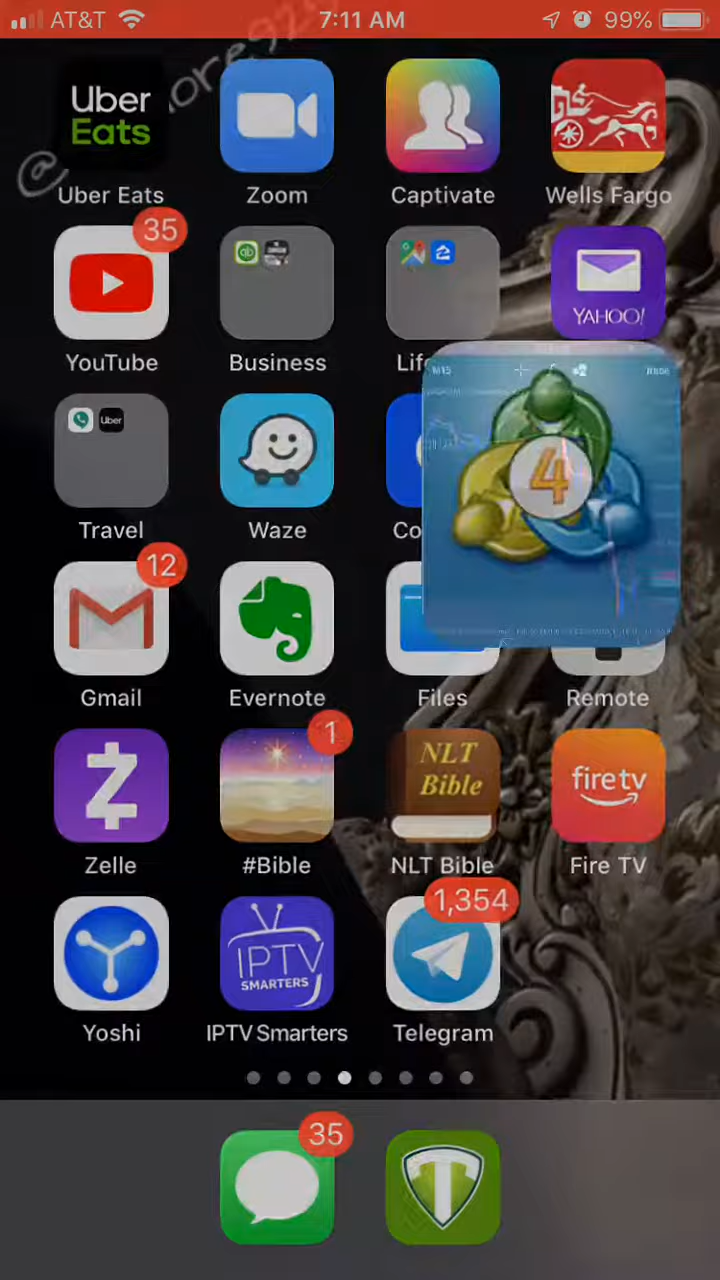 AT&T 7:11 AM 99%
Uber Eats
Uber Eats Zoom Captivate Wells Fargo
35 YAHOO!
YouTube Business
M15
Uber 4
Travel Waze
12
Gmail Evernote Files Remote
1 NLT Bible fire tv
Zelle #Bible NLT Bible Fire TV
1,354
IPTV SMARTERS
Yoshi IPTV Smarters Telegram
35
T